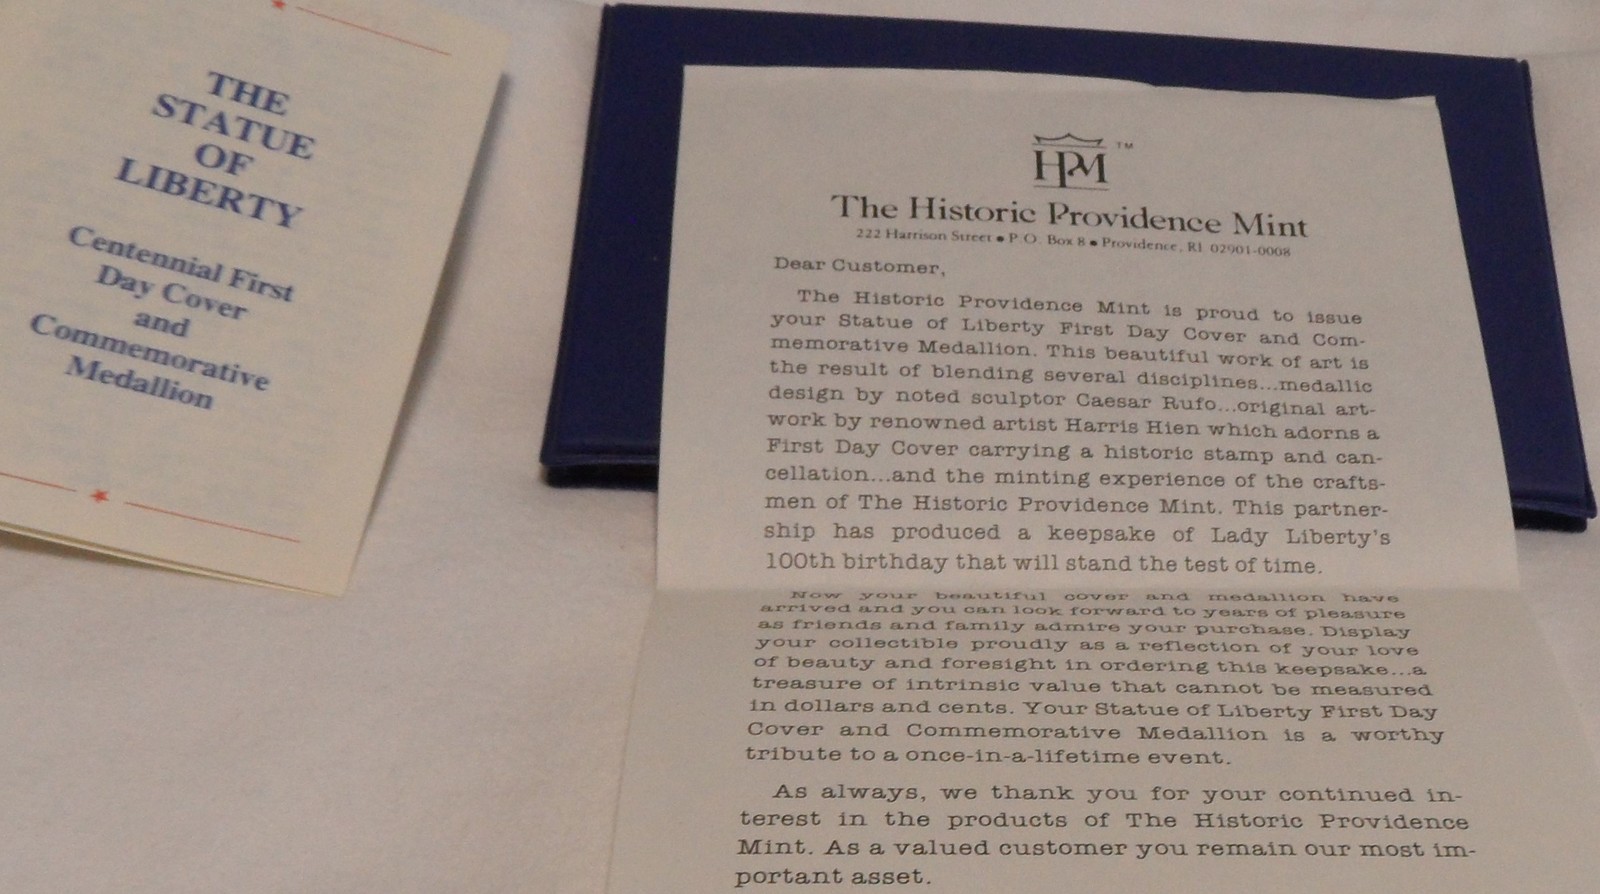 THE
STATUE
OF
LIBERTY
Centennial First
Day Cover
and
Commemorative
Medallion
HPM ™
The Historic Providence Mint
222 Harrison Street ● P.O. Box 8 ● Providence, RI 02901-0008
Dear Customer,
The Historic Providence Mint is proud to issue
your Statue of Liberty First Day Cover and Com-
memorative Medallion. This beautiful work of art is
the result of blending several disciplines...medallic
design by noted sculptor Caesar Rufo...original art-
work by renowned artist Harris Hien which adorns a
First Day Cover carrying a historic stamp and can-
cellation...and the minting experience of the crafts-
men of The Historic Providence Mint. This partner-
ship has produced a keepsake of Lady Liberty's
100th birthday that will stand the test of time.
Now your beautiful cover and medallion have
arrived and you can look forward to years of pleasure
as friends and family admire your purchase. Display
your collectible proudly as a reflection of your love
of beauty and foresight in ordering this keepsake...a
treasure of intrinsic value that cannot be measured
in dollars and cents. Your Statue of Liberty First Day
Cover and Commemorative Medallion is a worthy
tribute to a once-in-a-lifetime event.
As always, we thank you for your continued in-
terest in the products of The Historic Providence
Mint. As a valued customer you remain our most im-
portant asset.